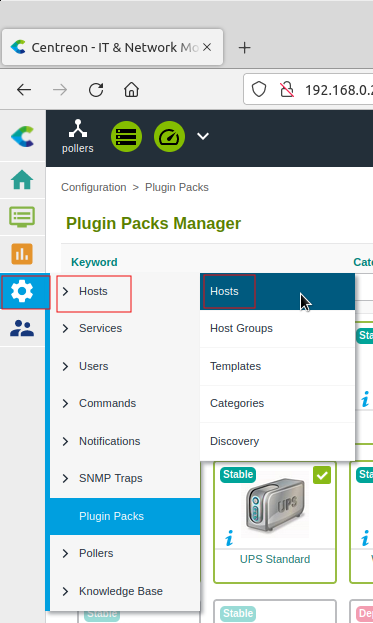 Centreon - IT & Network Mo
192.168.0.2
pollers
Configuration > Plugin Packs
Plugin Packs Manager
Keyword
Cate
Hosts
Services
Users
Commands
Notifications
SNMP Traps
Plugin Packs
Pollers
Knowledge Base
Hosts
Host Groups
Templates
Categories
Discovery
Sta
Stable
UPS
UPS Standard
Sta
Stable
Stable
De